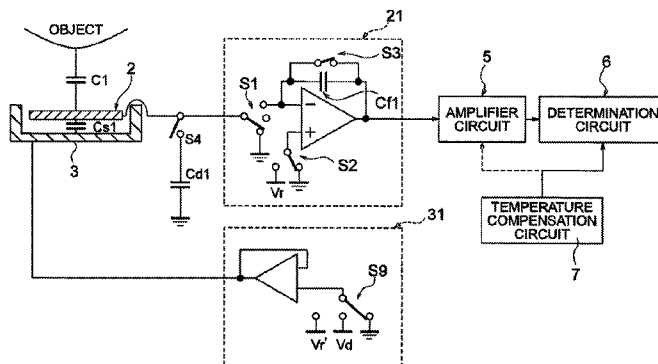 OBJECT
C1
2
Cs1
3
S4
Cd1
21
S1
S3
−
+
Cf1
S2
Vr
5
AMPLIFIER
CIRCUIT
6
DETERMINATION
CIRCUIT
TEMPERATURE
COMPENSATION
CIRCUIT
7
31
S9
Vr'
Vd